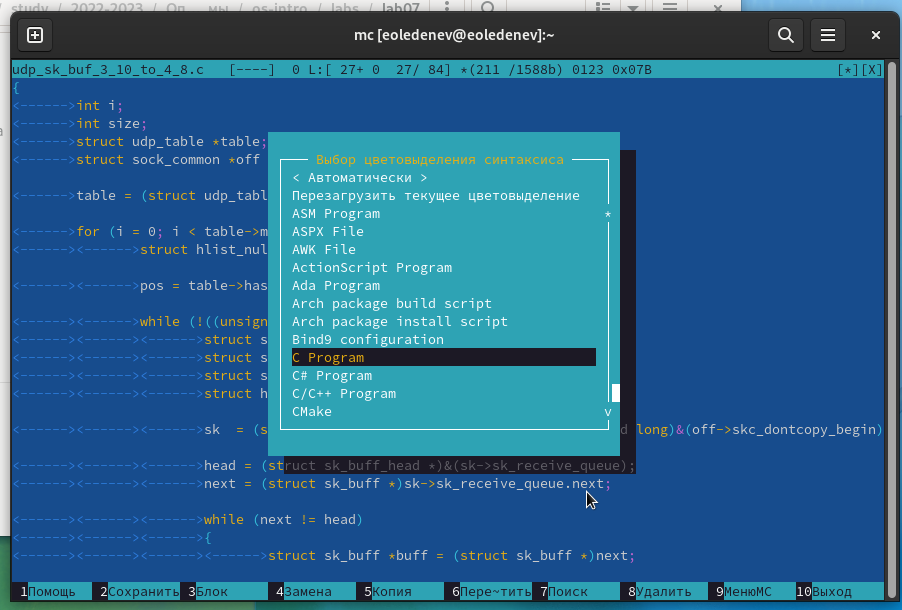 study / 2022-2023 / Оп… мы / os-intro / labs / lab07
mc [eoledenev@eoledenev]:~
udp_sk_buf_3_10_to_4_8.c [----] 0 L:[ 27+ 0 27/ 84] *(211 /1588b) 0123 0x07B [*][X]
{
<------>int i;
<------>int size;
<------>struct udp_table *table;
<------>struct sock_common *off
<------>table = (struct udp_tabl
<------>for (i = 0; i < table->m
<------><------>struct hlist_nul
<------><------>pos = table->has
<------><------>while (!((unsign
<------><------><------>struct s
<------><------><------>struct s
<------><------><------>struct s
<------><------><------>struct h
<------><------><------>sk = (s d long)&(off->skc_dontcopy_begin)
<------><------><------>head = (struct sk_buff_head *)&(sk->sk_receive_queue);
<------><------><------>next = (struct sk_buff *)sk->sk_receive_queue.next;
<------><------><------>while (next != head)
<------><------><------>{
<------><------><------><------>struct sk_buff *buff = (struct sk_buff *)next;
Выбор цветовыделения синтаксиса
< Автоматически >
Перезагрузить текущее цветовыделение
ASM Program *
ASPX File
AWK File
ActionScript Program
Ada Program
Arch package build script
Arch package install script
Bind9 configuration
C Program
C# Program
C/C++ Program
CMake v
1Помощь 2Сохранить 3Блок 4Замена 5Копия 6Пере~тить 7Поиск 8Удалить 9МенюМС 10Выход